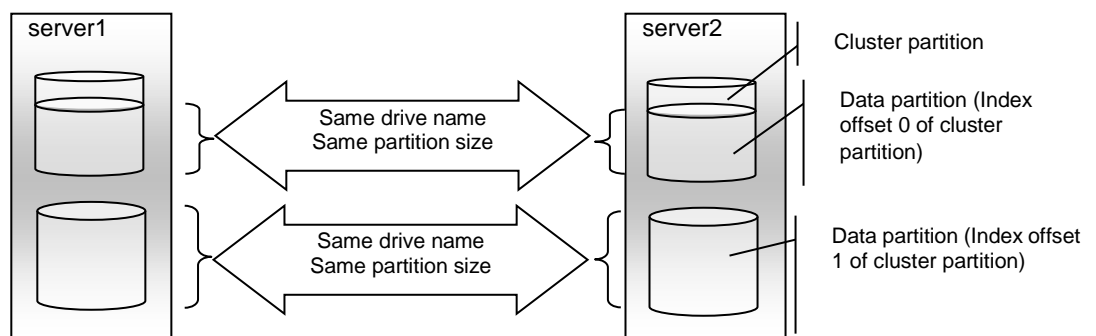 server1
server2
Cluster partition
Same drive name
Same partition size
Data partition (Index
offset 0 of cluster
partition)
Same drive name
Same partition size
Data partition (Index offset
1 of cluster partition)